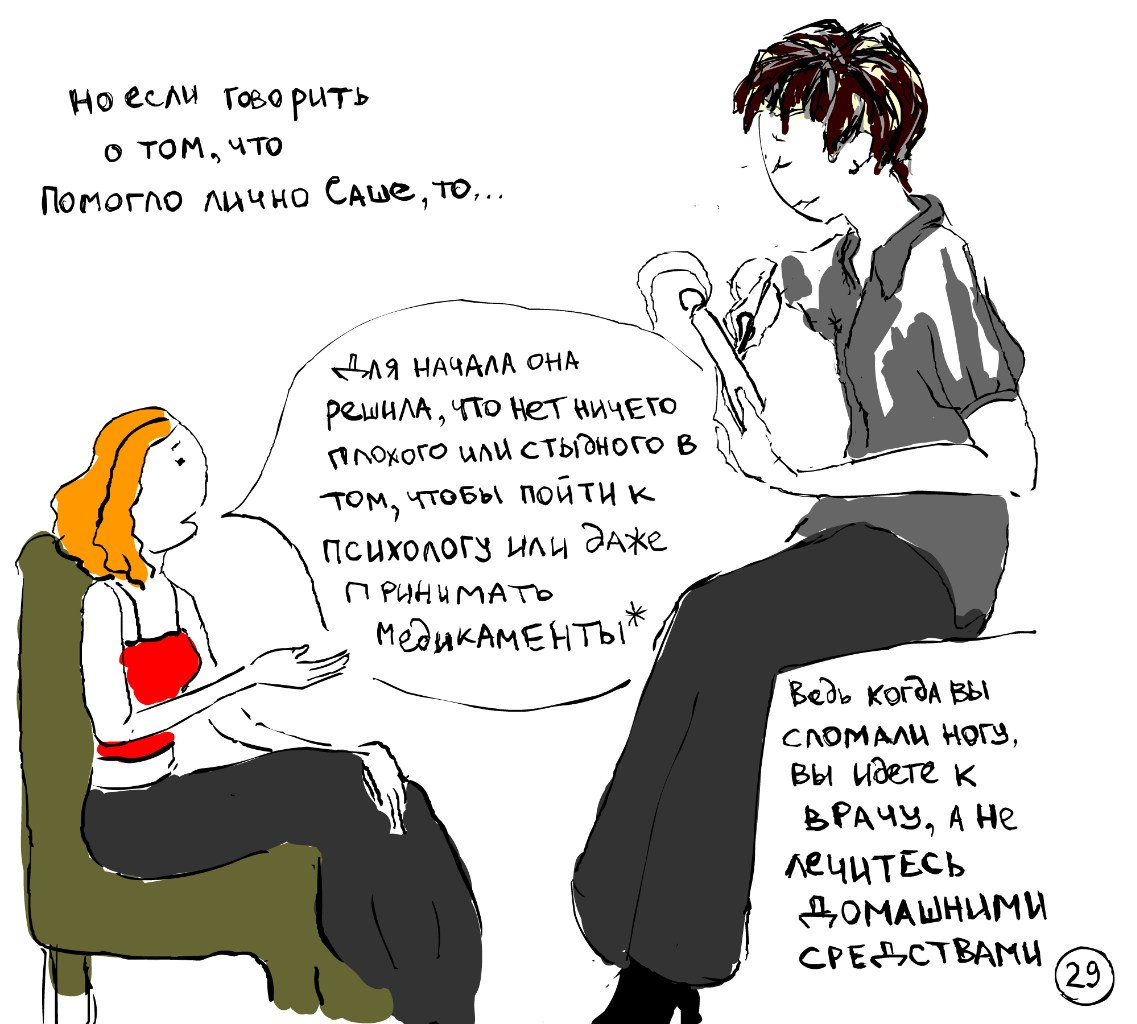 но если говорить
о том, что
помогло лично Саше, то...
Для начала она
решила, что нет ничего
плохого или стыдного в
том, чтобы пойти к
психологу или даже
принимать
медикаменты*
Ведь когда вы
сломали ногу,
вы идете к
врачу, а не
лечитесь
домашними
средствами
29